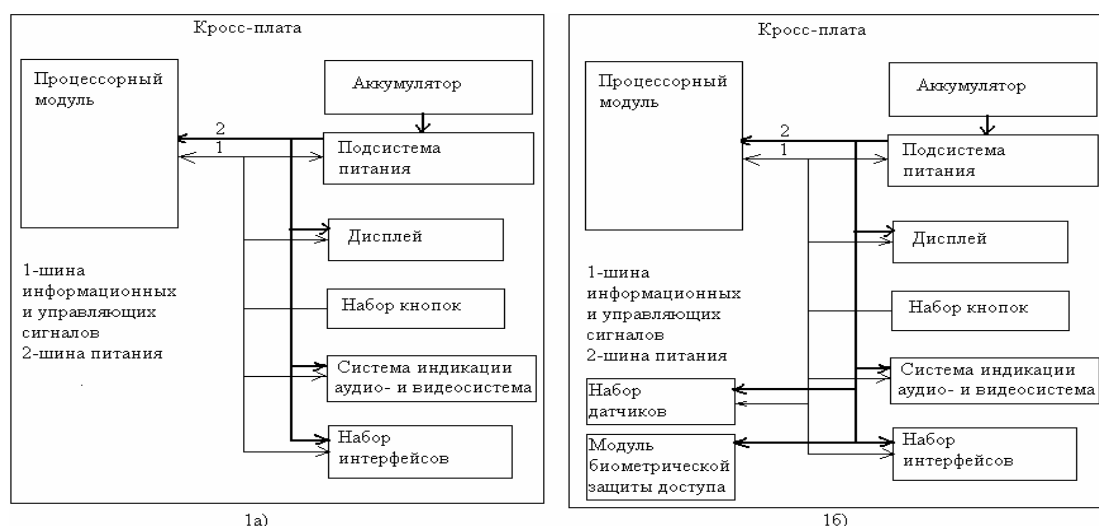 Кросс-плата
Процессорный
модуль
Аккумулятор
2
1
Подсистема
питания
Дисплей
1-шина
информационных
и управляющих
сигналов
2-шина питания
Набор кнопок
Система индикации
аудио- и видеосистема
Набор
интерфейсов
1а)
Кросс-плата
Процессорный
модуль
Аккумулятор
2
1
Подсистема
питания
Дисплей
1-шина
информационных
и управляющих
сигналов
2-шина питания
Набор кнопок
Система индикации
аудио- и видеосистема
Набор
датчиков
Модуль
биометрической
защиты доступа
Набор
интерфейсов
1б)